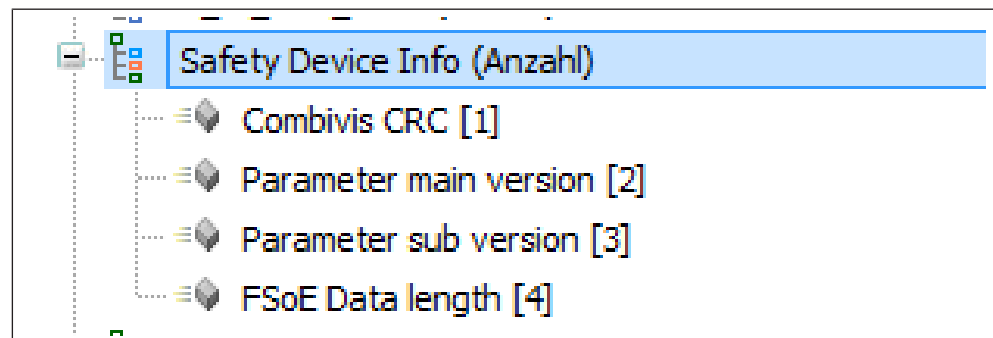 Safety Device Info (Anzahl)
Combivis CRC [1]
Parameter main version [2]
Parameter sub version [3]
FSoE Data length [4]